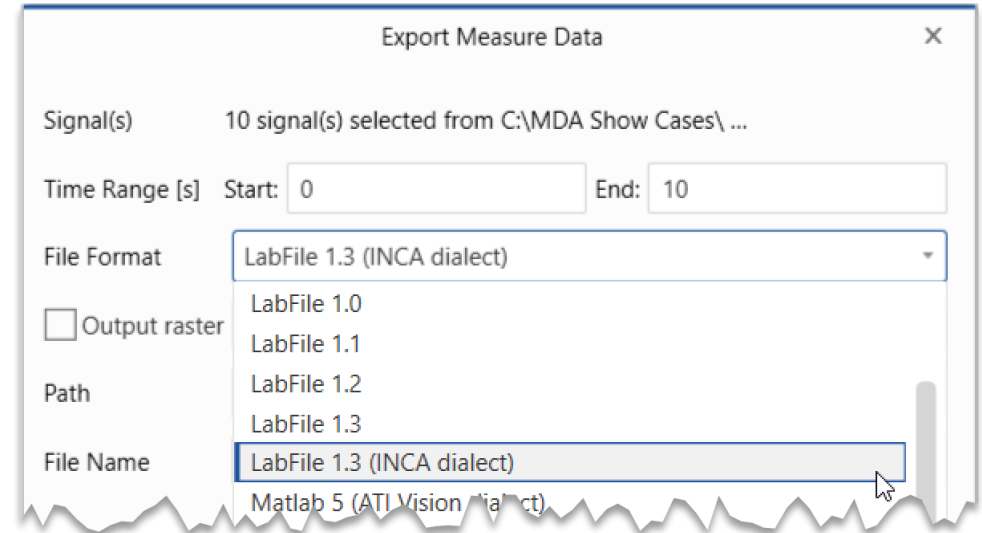 Export Measure Data
Signal(s) 10 signal(s) selected from C:\MDA Show Cases\ ...
Time Range [s] Start: 0 End: 10
File Format LabFile 1.3 (INCA dialect)
LabFile 1.0
Output raster
LabFile 1.1
LabFile 1.2
Path
LabFile 1.3
File Name LabFile 1.3 (INCA dialect)
Matlab 5 (ATI Vision dialect)